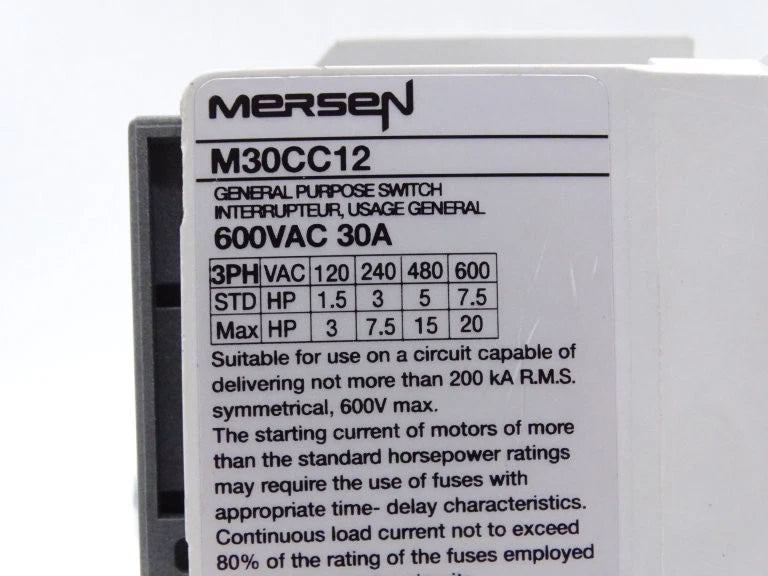 MERSEN
M30CC12
GENERAL PURPOSE SWITCH
INTERRUPTEUR, USAGE GENERAL
600VAC 30A
3PH VAC 120 240 480 600
STD HP 1.5 3 5 7.5
Max HP 3 7.5 15 20
Suitable for use on a circuit capable of
delivering not more than 200 kA R.M.S.
symmetrical, 600V max.
The starting current of motors of more
than the standard horsepower ratings
may require the use of fuses with
appropriate time- delay characteristics.
Continuous load current not to exceed
80% of the rating of the fuses employed